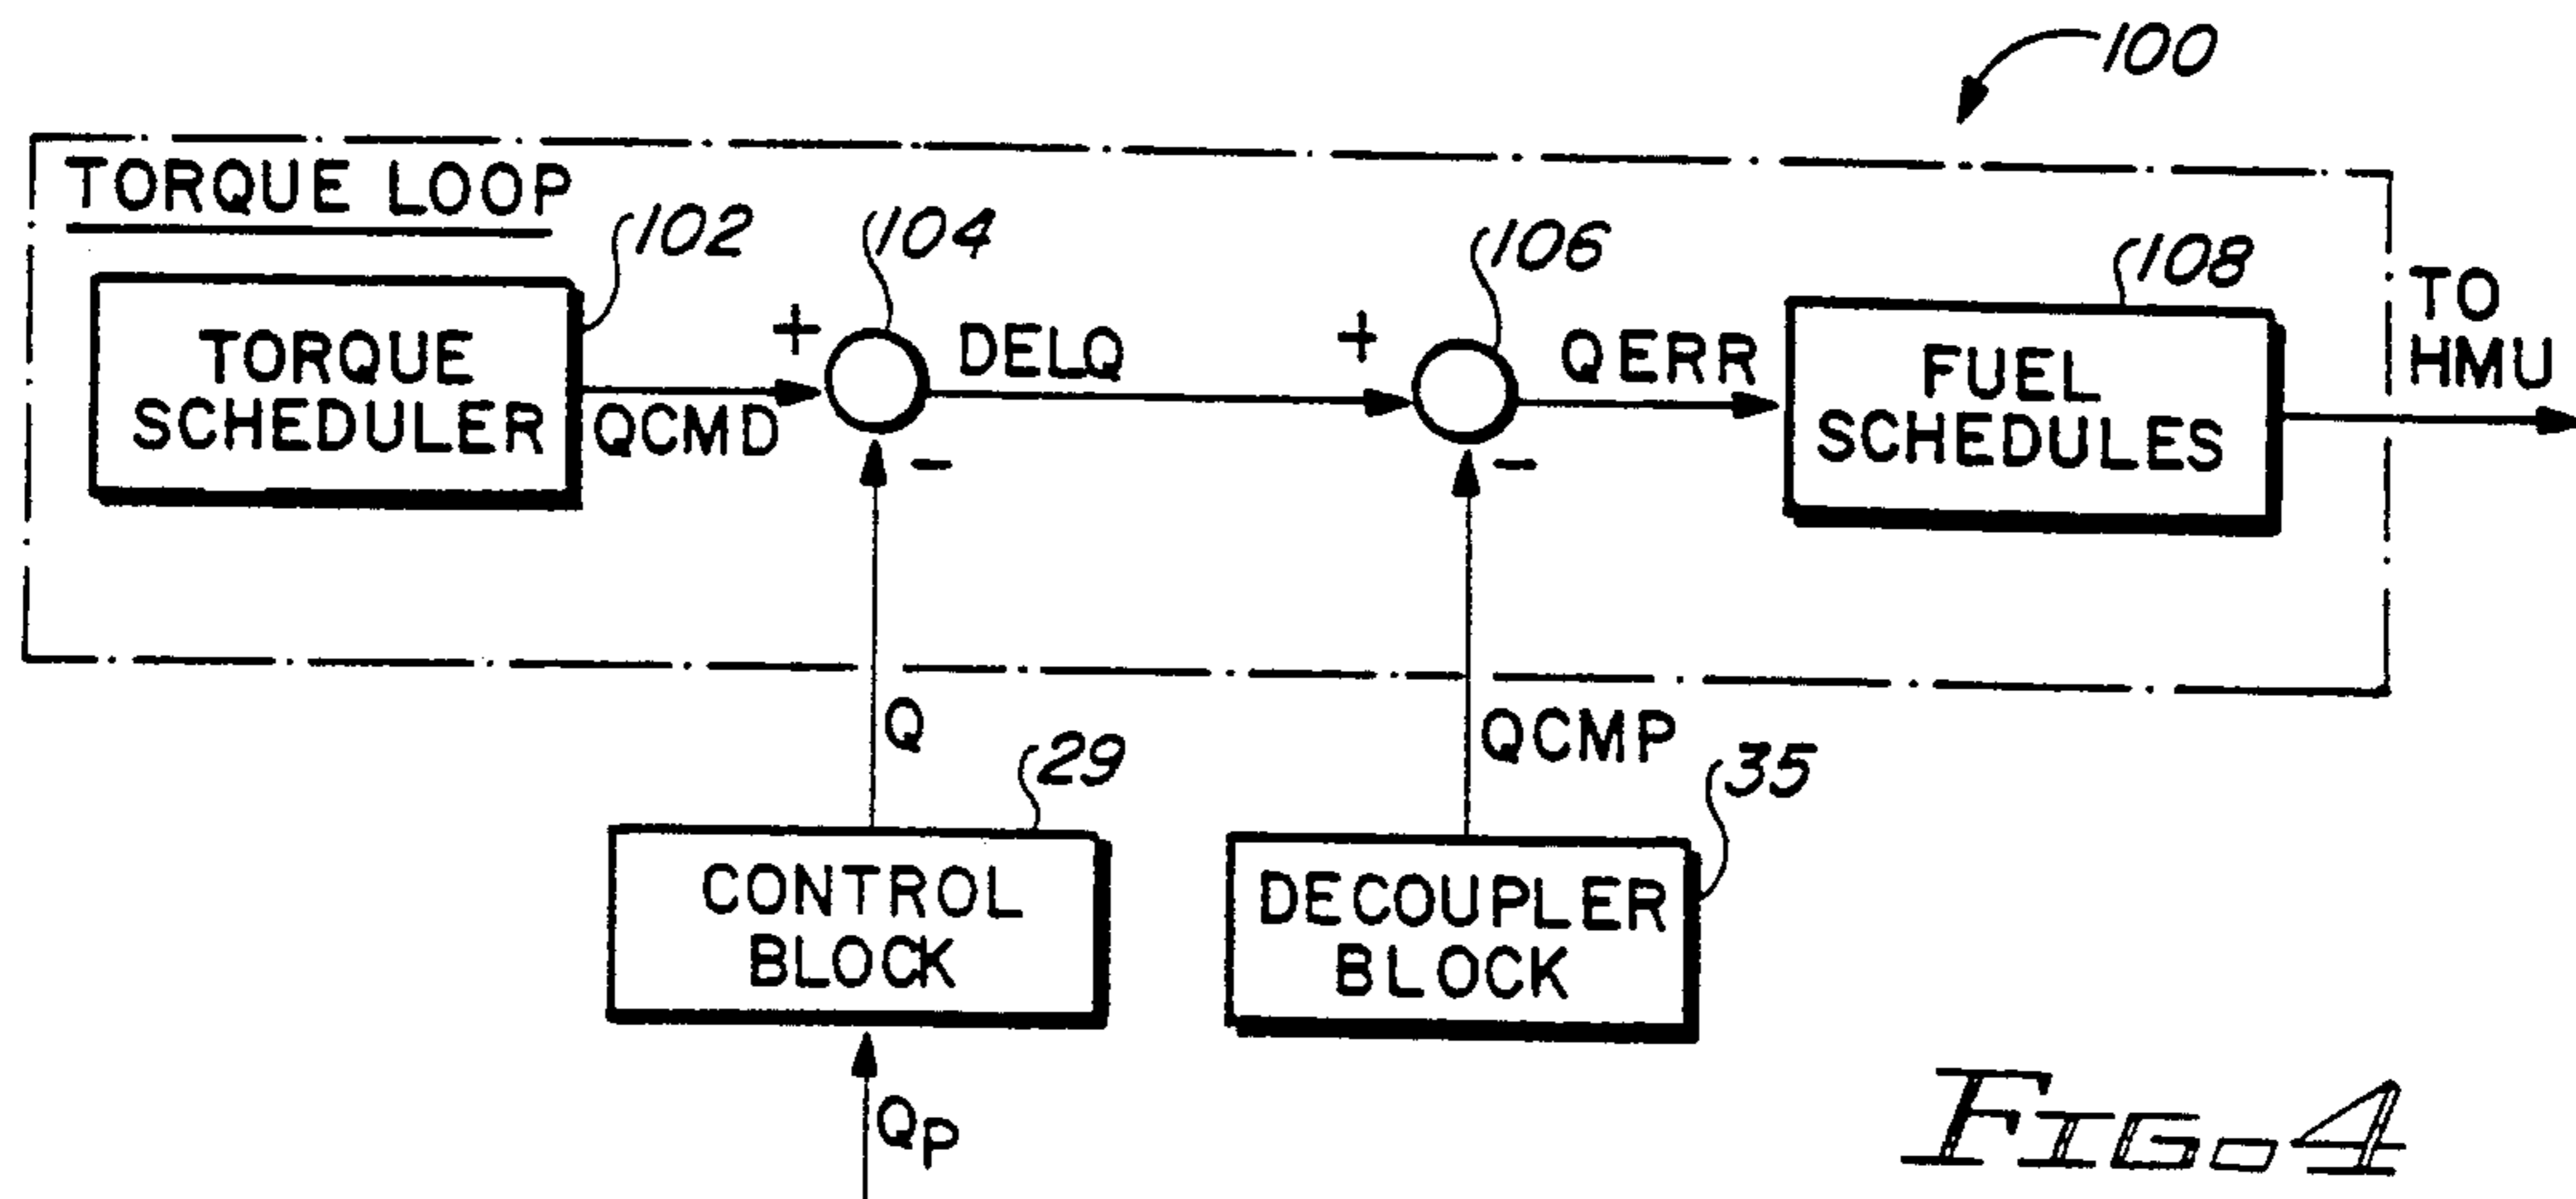 100
TORQUE LOOP
102
104
106
108
TORQUE
SCHEDULER
+
QCMD
-
DELQ
+
-
QERR
FUEL
SCHEDULES
TO
HMU
Q
QCMP
29
35
CONTROL
BLOCK
DECOUPLER
BLOCK
QP
FIG. 4